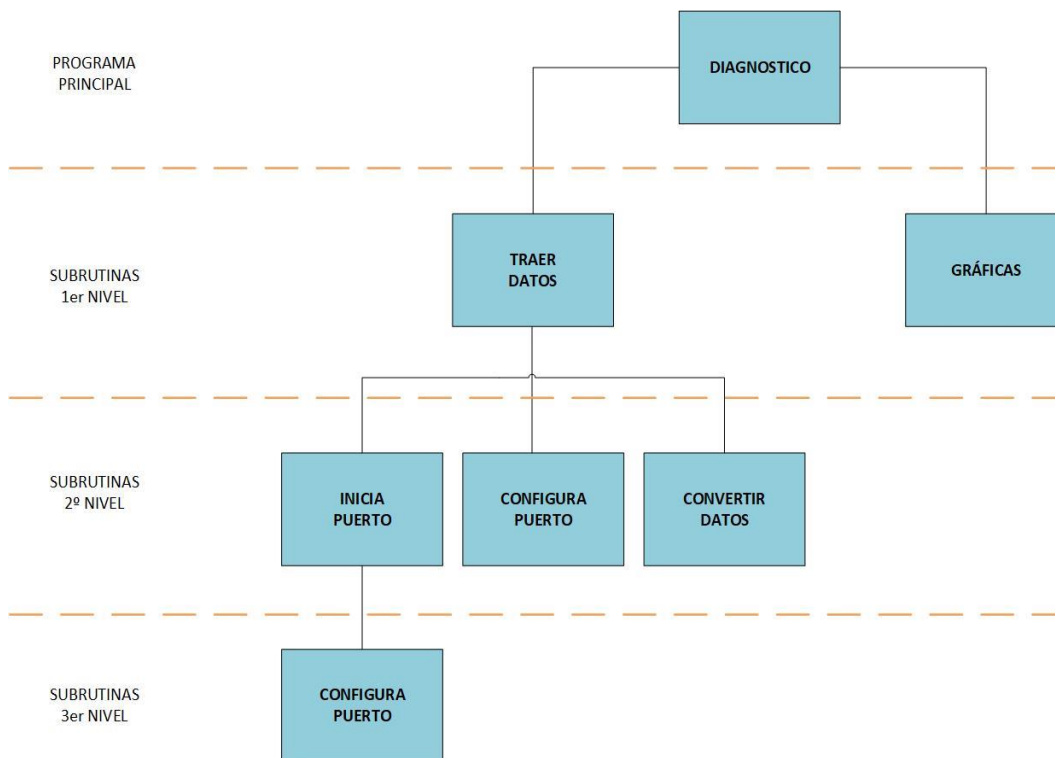 PROGRAMA
PRINCIPAL
DIAGNOSTICO
SUBRUTINAS
1er NIVEL
TRAER
DATOS
GRÁFICAS
SUBRUTINAS
2º NIVEL
INICIA
PUERTO
CONFIGURA
PUERTO
CONVERTIR
DATOS
SUBRUTINAS
3er NIVEL
CONFIGURA
PUERTO